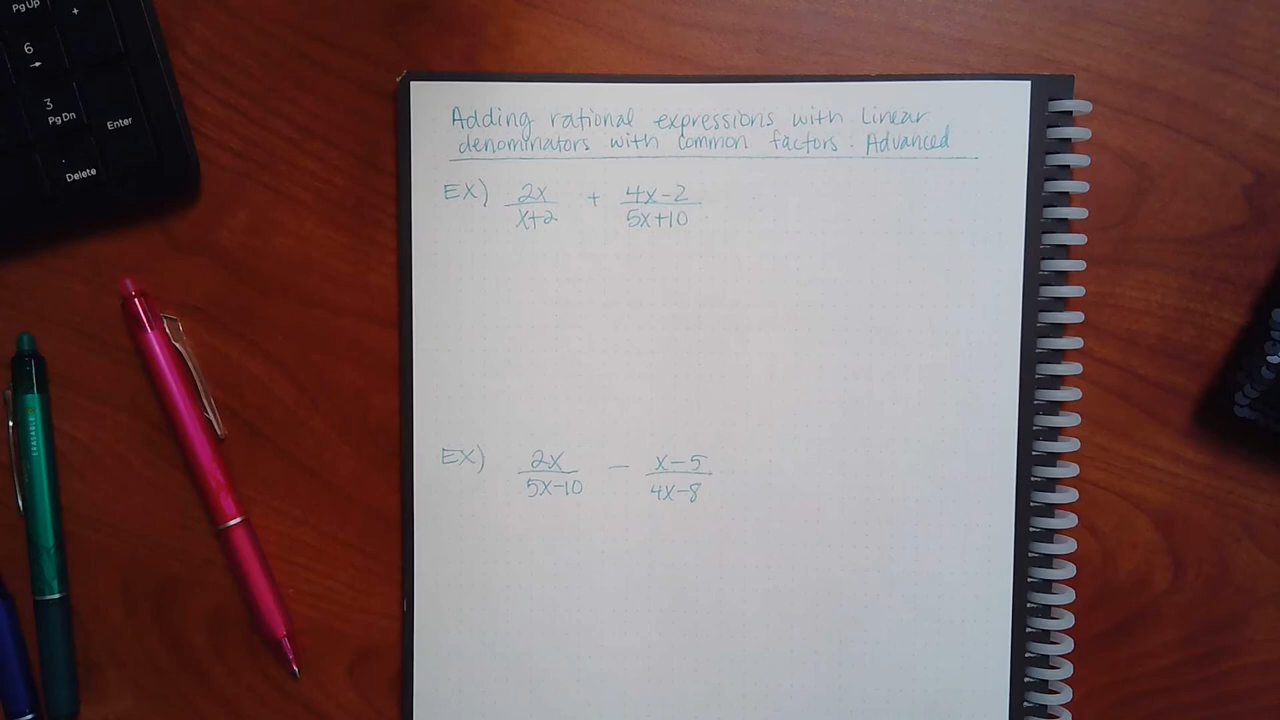 PgUp
+
6
→
3
PgDn
Enter
.
Delete
ERASABLE
Adding rational expressions with linear
denominators with common factors: Advanced
EX) 2x/x+2 + 4x-2/5x+10
EX) 2x/5x-10 - x-5/4x-8